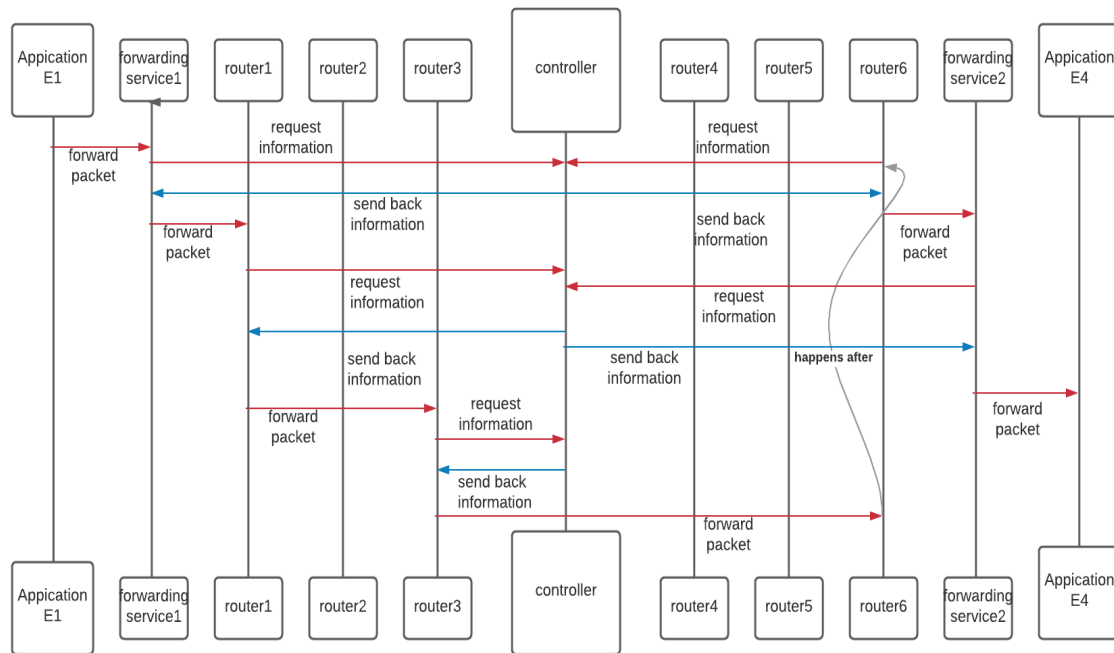 Appication
E1
forwarding
service1
router1
router2
router3
controller
router4
router5
router6
forwarding
service2
Appication
E4
request
information
request
information
forward
packet
send back
information
send back
information
forward
packet
forward
packet
request
information
request
information
send back
information
send back
information
happens after
forward
packet
request
information
forward
packet
send back
information
forward
packet
Appication
E1
forwarding
service1
router1
router2
router3
controller
router4
router5
router6
forwarding
service2
Appication
E4